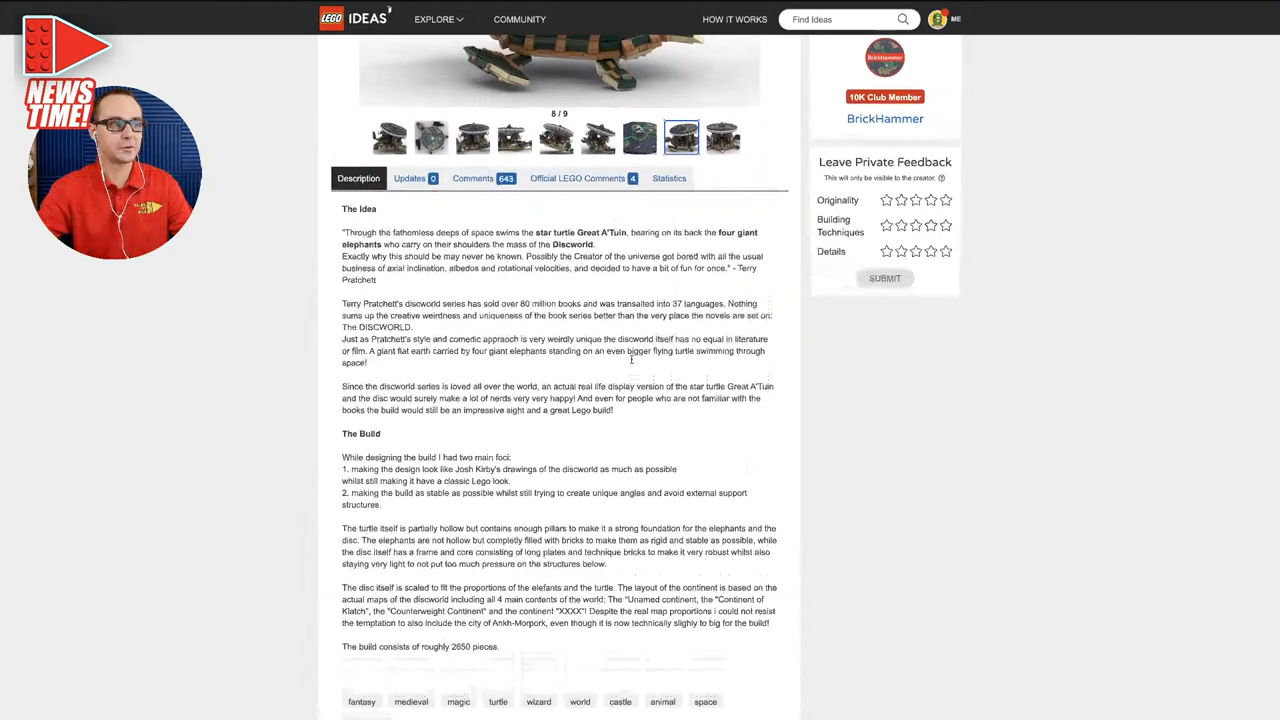 LEGO IDEAS EXPLORE COMMUNITY HOW IT WORKS Find Ideas ME
NEWS
TIME!
BrickHammer
10K Club Member
BrickHammer
8 / 9
Leave Private Feedback
This will only be visible to the creator.
Originality
Building
Techniques
Details
SUBMIT
Description Updates 0 Comments 643 Official LEGO Comments 4 Statistics
The Idea
"Through the fathomless deeps of space swims the star turtle Great A'Tuin, bearing on its back the four giant
elephants who carry on their shoulders the mass of the Discworld.
Exactly why this should be may never be known. Possibly the Creator of the universe got bored with all the usual
business of axial inclination, albedos and rotational velocities, and decided to have a bit of fun for once." - Terry
Pratchett
Terry Pratchett's discworld series has sold over 80 million books and was transalted into 37 languages. Nothing
sums up the creative weirdness and uniqueness of the book series better than the very place the novels are set on:
The DISCWORLD.
Just as Pratchett's style and comedic approach is very weirdly unique the discworld itself has no equal in literature
or film. A giant flat earth carried by four giant elephants standing on an even bigger flying turtle swimming through
space!
Since the discworld series is loved all over the world, an actual real life display version of the star turtle Great A'Tuin
and the disc would surely make a lot of nerds very very happy! And even for people who are not familiar with the
books the build would still be an impressive sight and a great Lego build!
The Build
While designing the build I had two main foci:
1. making the design look like Josh Kirby's drawings of the discworld as much as possible
whilst still making it have a classic Lego look.
2. making the build as stable as possible whilst still trying to create unique angles and avoid external support
structures.
The turtle itself is partially hollow but contains enough pillars to make it a strong foundation for the elephants and the
disc. The elephants are not hollow but completly filled with bricks to make them as rigid and stable as possible, while
the disc itself has a frame and core consisting of long plates and technique bricks to make it very robust whilst also
staying very light to not put too much pressure on the structures below.
The disc itself is scaled to fit the proportions of the elefants and the turtle. The layout of the continent is based on the
actual maps of the discworld including all 4 main contents of the world; The "Unamed continent, the "Continent of
Klatch", the "Counterweight Continent" and the continent "XXXX"! Despite the real map proportions i could not resist
the temptation to also include the city of Ankh-Morpork, even though it is now technically slighly to big for the build!
The build consists of roughly 2650 pieces.
fantasy medieval magic turtle wizard world castle animal space